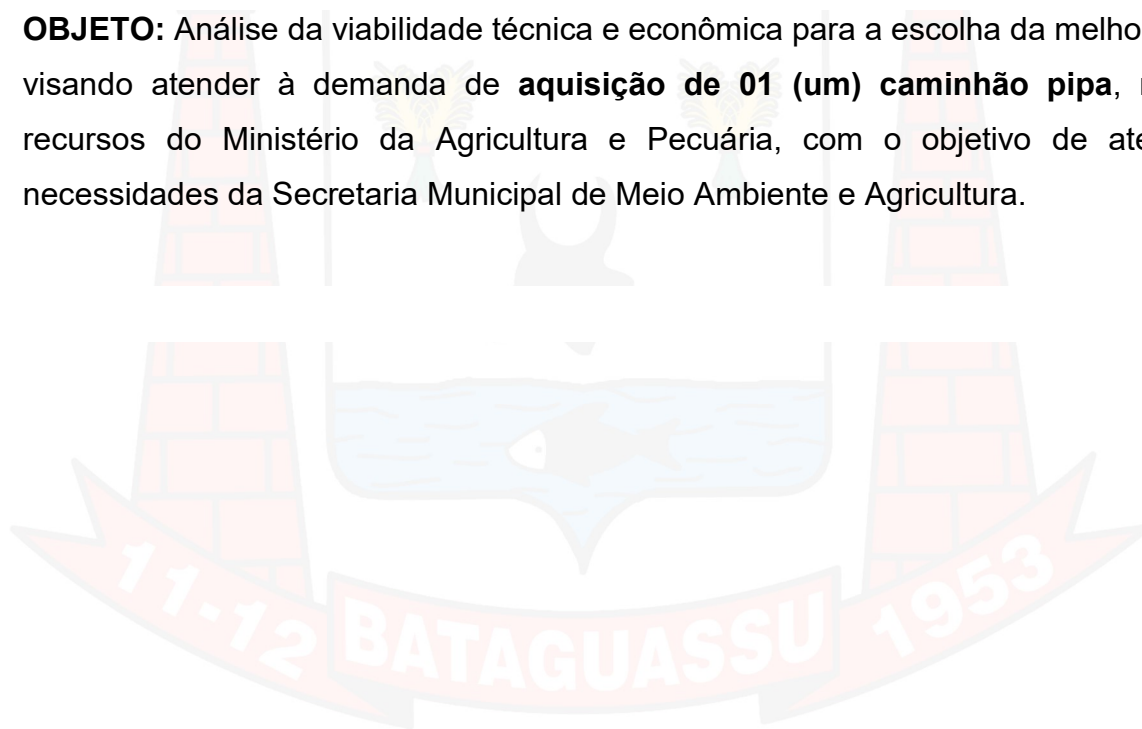 OBJETO: Análise da viabilidade técnica e econômica para a escolha da
visando atender à demanda de aquisição de 01 (um) caminhão pipa,
recursos do Ministério da Agricultura e Pecuária, com o objetivo de
necessidades da Secretaria Municipal de Meio Ambiente e Agricultura.
11-12 BATAGUASSU 1953